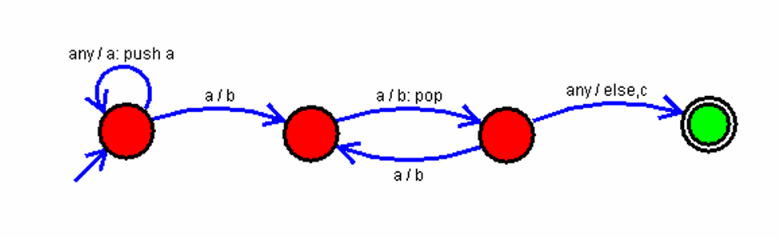 any / a: push a
a / b
a / b: pop
any / else,c
a / b